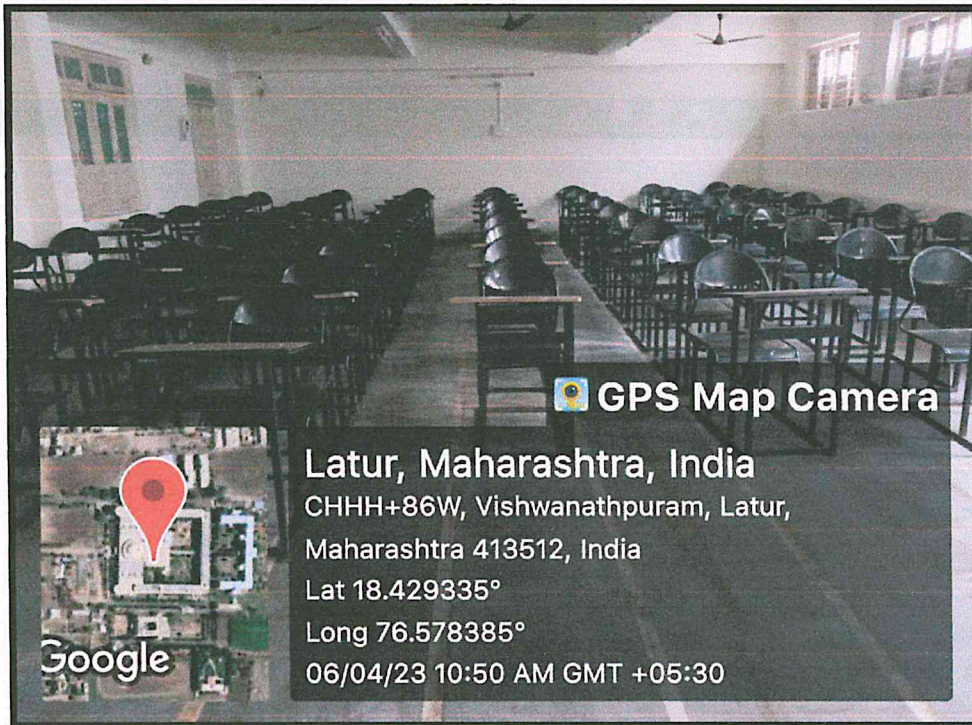 GPS Map Camera
Latur, Maharashtra, India
CHHH+86W, Vishwanathpuram, Latur,
Maharashtra 413512, India
Lat 18.429335°
Long 76.578385°
06/04/23 10:50 AM GMT +05:30
Google